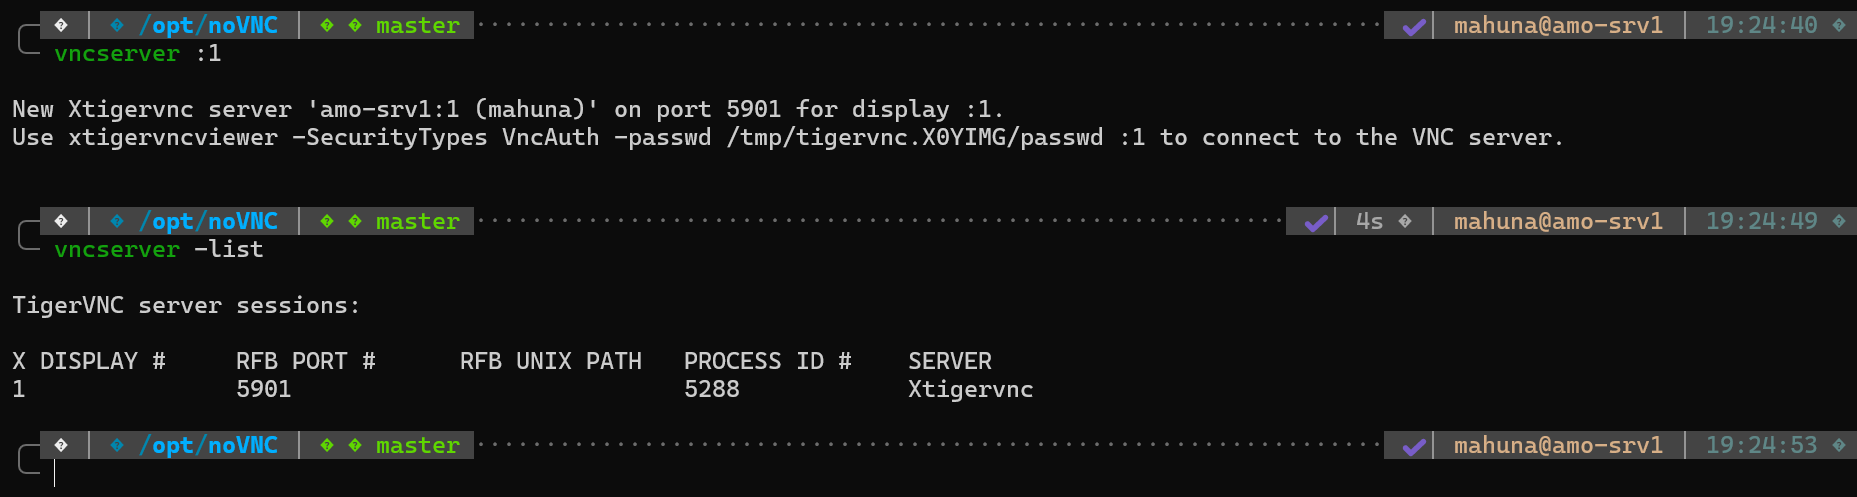 /opt/noVNC master mahuna@amo-srv1 19:24:40
vncserver :1
New Xtigervnc server 'amo-srv1:1 (mahuna)' on port 5901 for display :1.
Use xtigervncviewer -SecurityTypes VncAuth -passwd /tmp/tigervnc.X0YIMG/passwd :1 to connect to the VNC server.
/opt/noVNC master 4s mahuna@amo-srv1 19:24:49
vncserver -list
TigerVNC server sessions:
X DISPLAY # RFB PORT # RFB UNIX PATH PROCESS ID # SERVER
1 5901 5288 Xtigervnc
/opt/noVNC master mahuna@amo-srv1 19:24:53